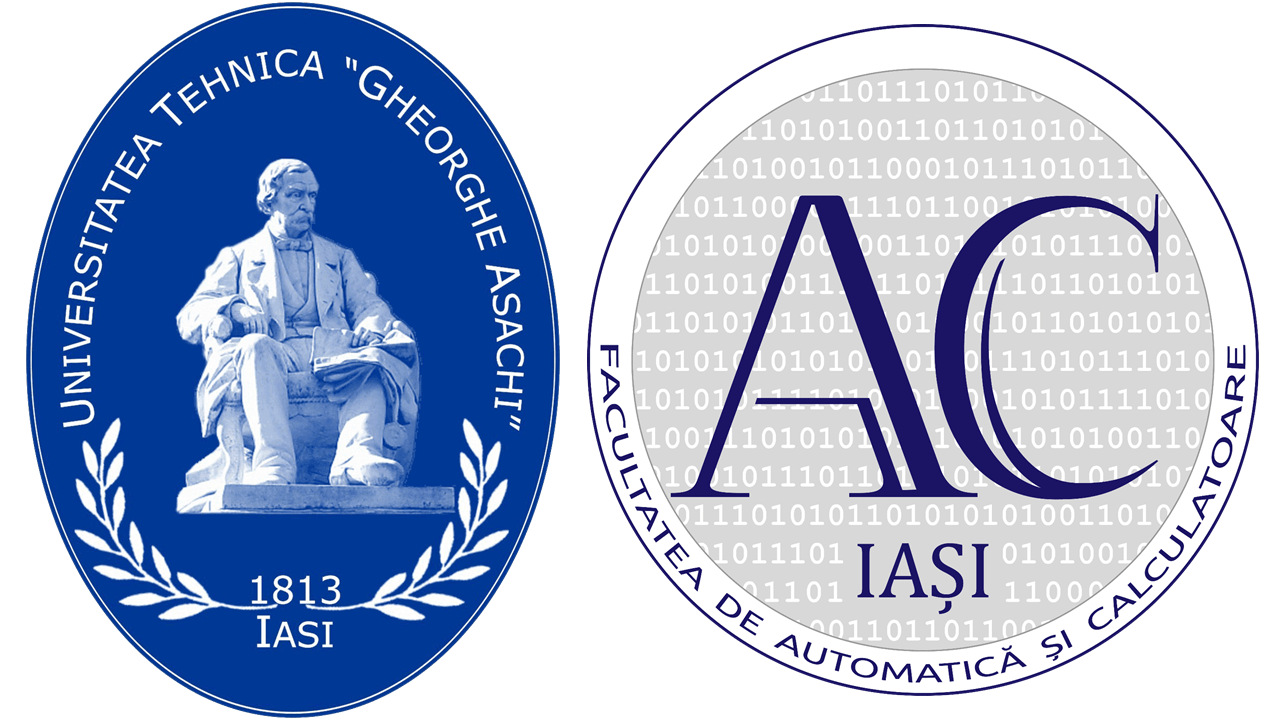 UNIVERSITATEA TEHNICA "GHEORGHE ASACHI"
1813
IASI
AC
IAȘI
FACULTATEA DE AUTOMATICĂ ȘI CALCULATOARE